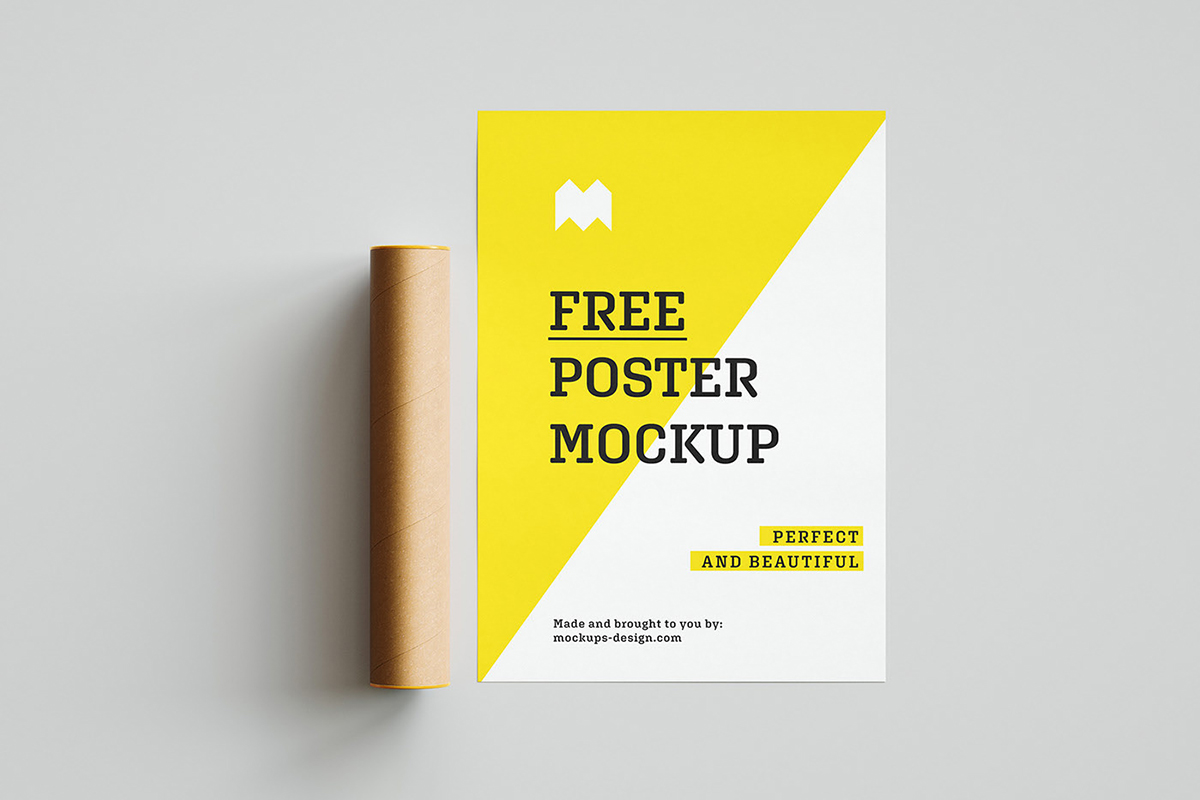 FREE
POSTER
MOCKUP
PERFECT
AND BEAUTIFUL
Made and brought to you by:
mockups-design.com